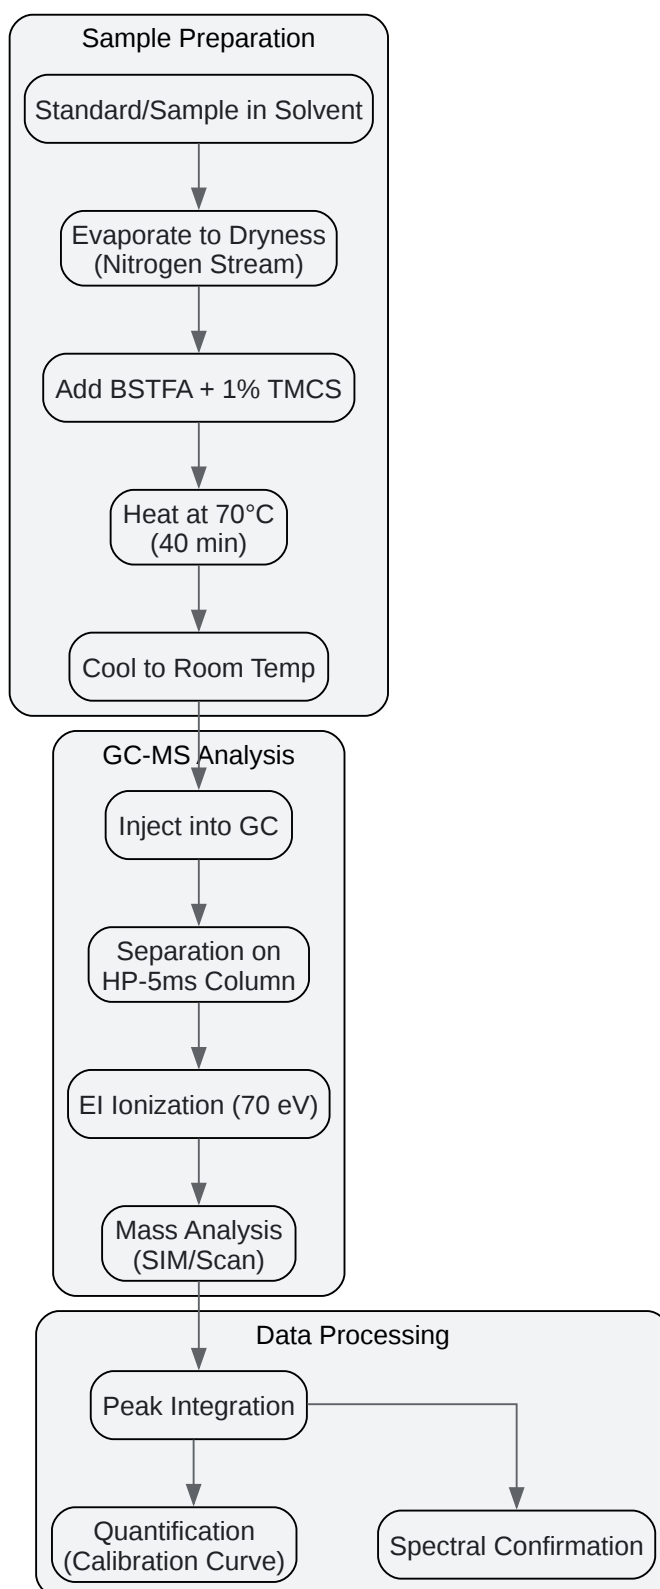 Sample Preparation
Standard/Sample in Solvent
Evaporate to Dryness
(Nitrogen Stream)
Add BSTFA + 1% TMCS
Heat at 70°C
(40 min)
Cool to Room Temp
GC-MS Analysis
Inject into GC
Separation on
HP-5ms Column
EI Ionization (70 eV)
Mass Analysis
(SIM/Scan)
Data Processing
Peak Integration
Quantification
(Calibration Curve)
Spectral Confirmation